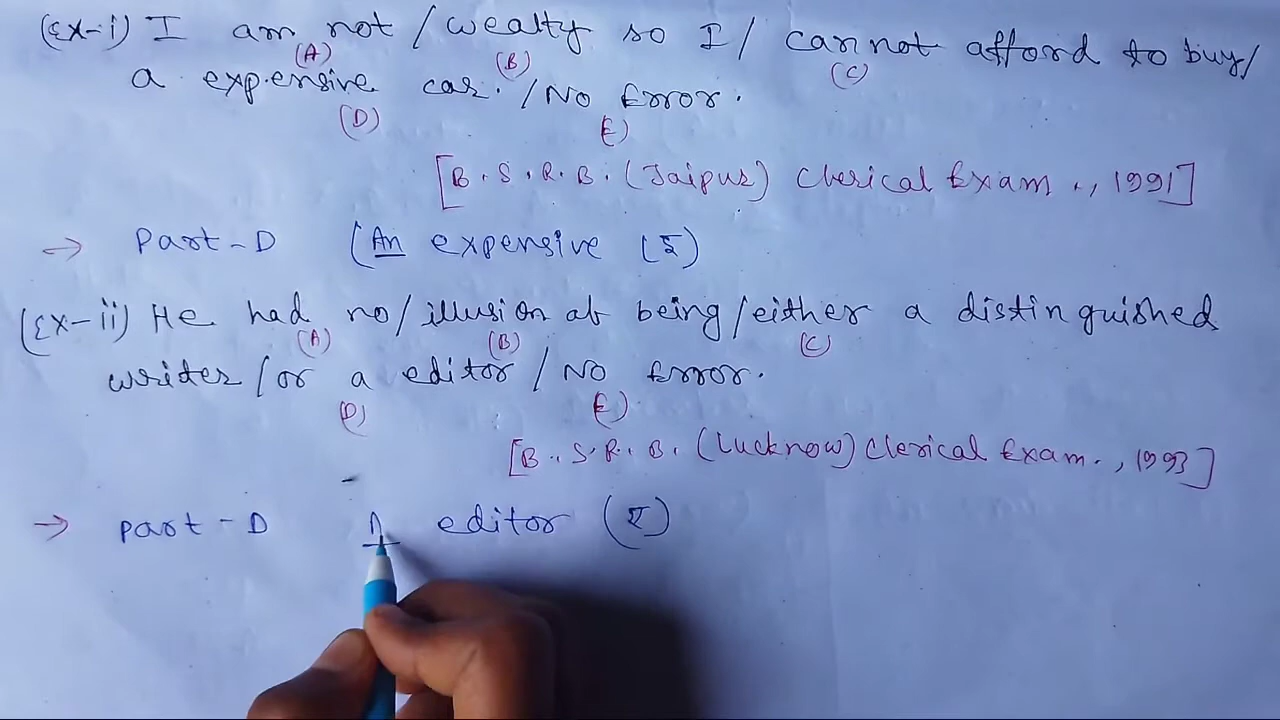 (Ex-i) I am not / wealty so I / cannot afford to buy/
(A) (B) (C)
a expensive car. / No Error.
(D) (E)
[B.S.R.B. (Jaipur) Clerical Exam., 1991]
→ Part-D (An expensive (ই)
(Ex-ii) He had no/illusion ab being/either a distinguished
(A) (B) (C)
writer/or a editor / No Error.
(D) (E)
[B.S.R.B. (Lucknow) Clerical Exam., 1993]
→ Part-D editor